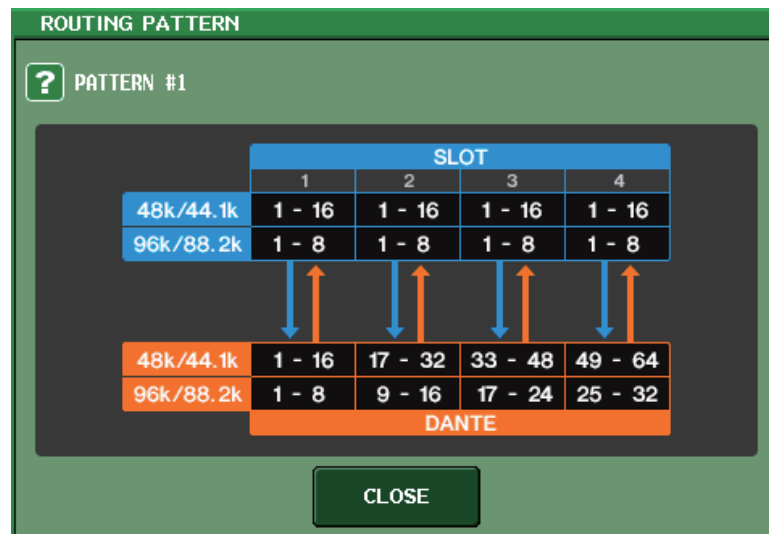 ROUTING PATTERN
? PATTERN #1
SLOT
1 2 3 4
48k/44.1k 1 - 16 1 - 16 1 - 16 1 - 16
96k/88.2k 1 - 8 1 - 8 1 - 8 1 - 8
48k/44.1k 1 - 16 17 - 32 33 - 48 49 - 64
96k/88.2k 1 - 8 9 - 16 17 - 24 25 - 32
DANTE
CLOSE